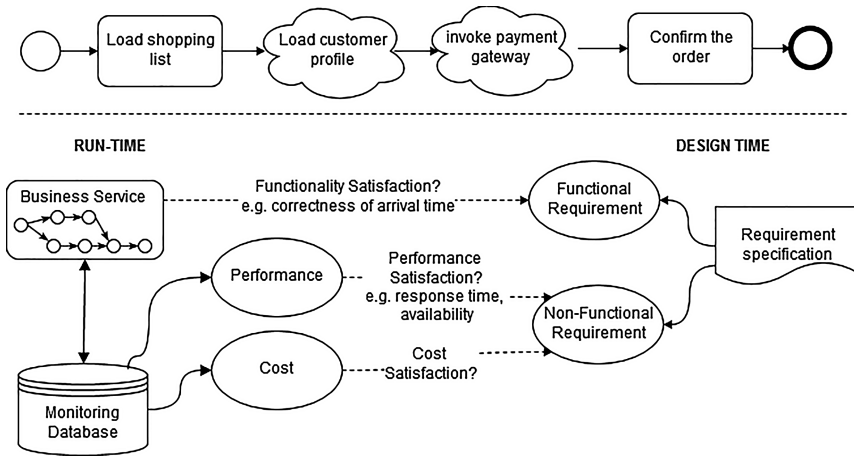 Load shopping
list
Load customer
profile
invoke payment
gateway
Confirm the
order
RUN-TIME
DESIGN TIME
Business Service
Functionality Satisfaction?
e.g. correctness of arrival time
Functional
Requirement
Requirement
specification
Performance
Performance
Satisfaction?
e.g. response time,
availability
Non-Functional
Requirement
Cost
Cost
Satisfaction?
Monitoring
Database